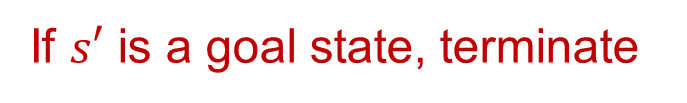 If s′ is a goal state, terminate